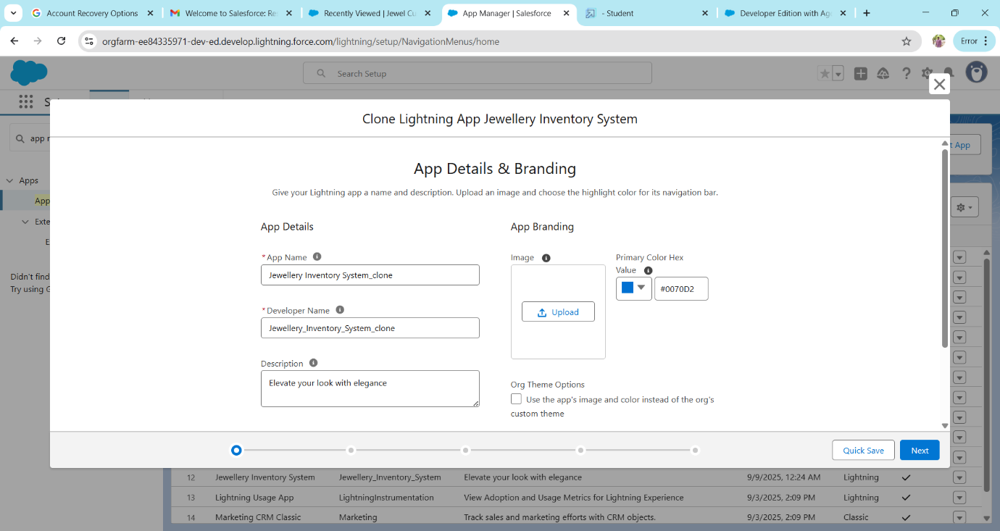 Account Recovery Options
Welcome to Salesforce: Re
Recently Viewed | Jewel Cu
App Manager | Salesforce
- Student
Developer Edition with Ag
orgfarm-ee84335971-dev-ed.develop.lightning.force.com/lightning/setup/NavigationMenus/home
Error
Search Setup
Clone Lightning App Jewellery Inventory System
app
App
Apps
App
Exte
E
Didn't find
Try using
App Details & Branding
Give your Lightning app a name and description. Upload an image and choose the highlight color for its navigation bar.
App Details
* App Name
Jewellery Inventory System_clone
* Developer Name
Jewellery_Inventory_System_clone
Description
Elevate your look with elegance
App Branding
Image
Upload
Primary Color Hex
Value
#0070D2
Org Theme Options
Use the app's image and color instead of the org's
custom theme
Quick Save
Next
12 Jewellery Inventory System Jewellery_Inventory_System Elevate your look with elegance 9/9/2025, 12:24 AM Lightning
13 Lightning Usage App LightningInstrumentation View Adoption and Usage Metrics for Lightning Experience 9/3/2025, 2:09 PM Lightning
14 Marketing CRM Classic Marketing Track sales and marketing efforts with CRM objects. 9/3/2025, 2:09 PM Classic